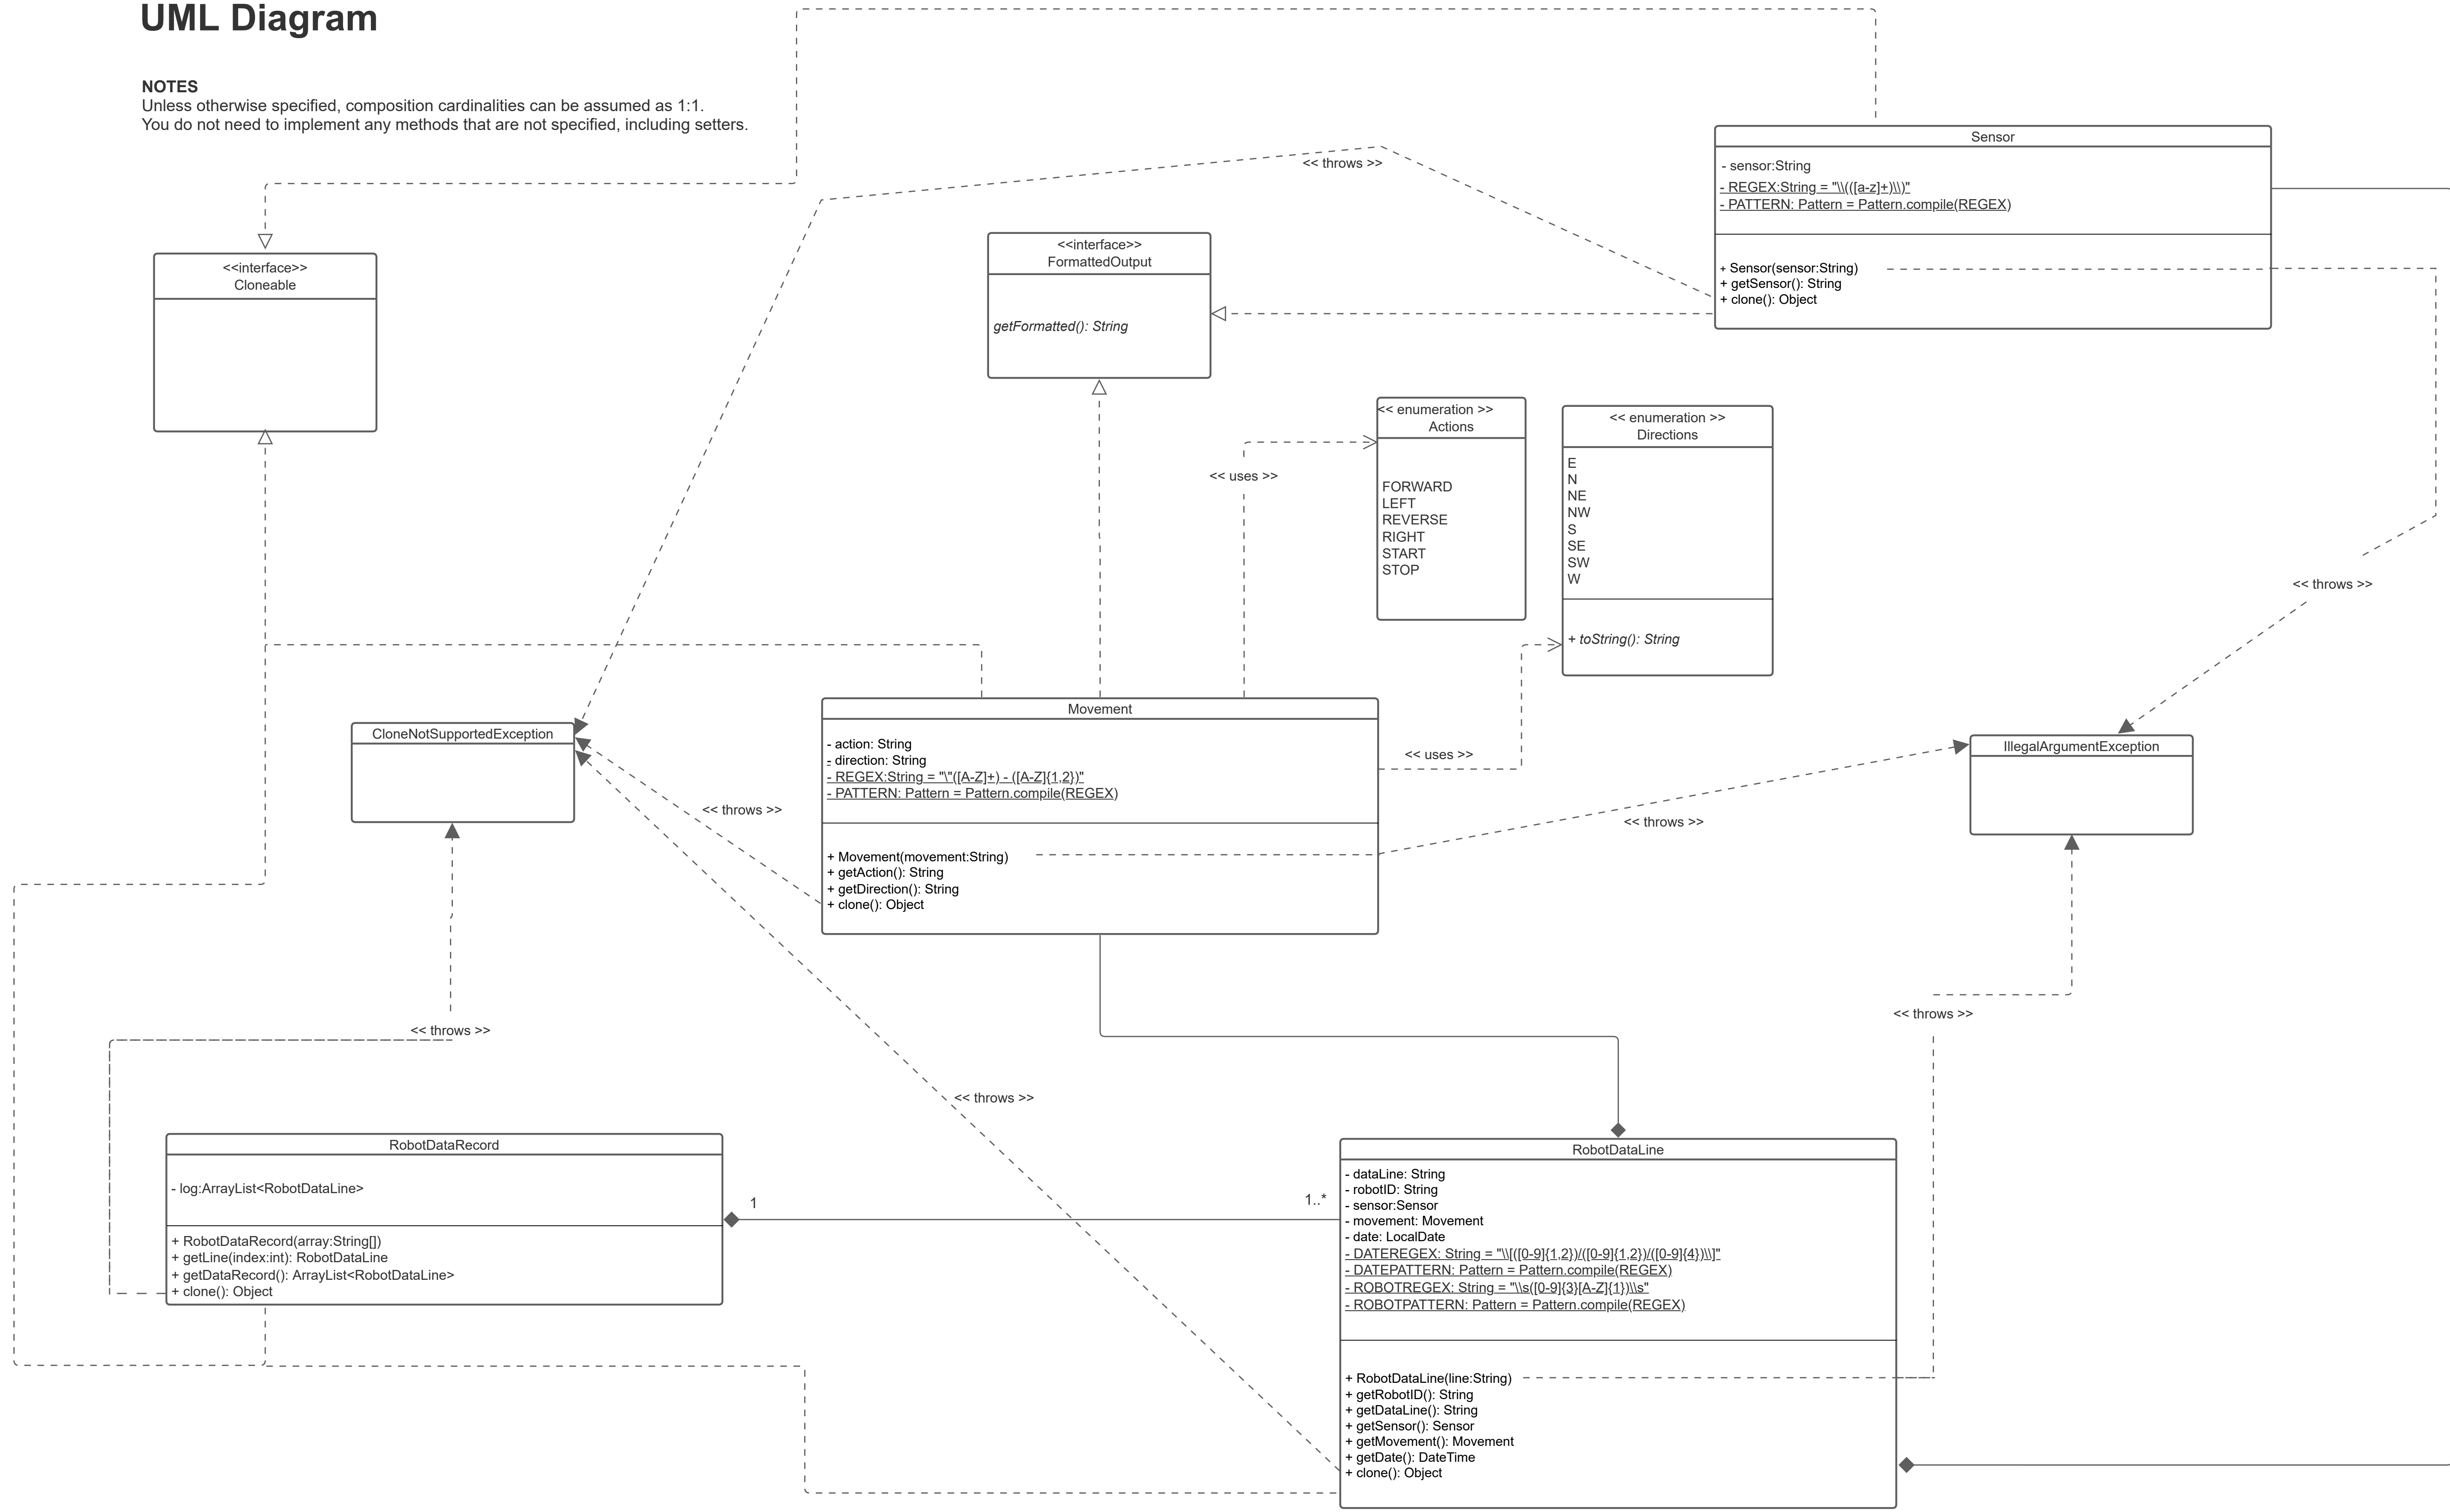 UML Diagram
NOTES
Unless otherwise specified, composition cardinalities can be assumed as 1:1.
You do not need to implement any methods that are not specified, including setters.
<< throws >>
Sensor
- sensor:String
- REGEX:String = "\\(([a-z]+)\\)"
- PATTERN: Pattern = Pattern.compile(REGEX)
+ Sensor(sensor:String)
+ getSensor(): String
+ clone(): Object
<<interface>>
FormattedOutput
getFormatted(): String
<<interface>>
Cloneable
<< enumeration >>
Actions
FORWARD
LEFT
REVERSE
RIGHT
START
STOP
<< enumeration >>
Directions
E
N
NE
NW
S
SE
SW
W
+ toString(): String
<< uses >>
<< throws >>
CloneNotSupportedException
Movement
- action: String
- direction: String
- REGEX:String = "\"([A-Z]+) - ([A-Z]{1,2})"
- PATTERN: Pattern = Pattern.compile(REGEX)
+ Movement(movement:String)
+ getAction(): String
+ getDirection(): String
+ clone(): Object
<< uses >>
IllegalArgumentException
<< throws >>
<< throws >>
<< throws >>
<< throws >>
<< throws >>
RobotDataRecord
- log:ArrayList<RobotDataLine>
+ RobotDataRecord(array:String[])
+ getLine(index:int): RobotDataLine
+ getDataRecord(): ArrayList<RobotDataLine>
+ clone(): Object
1
1..*
RobotDataLine
- dataLine: String
- robotID: String
- sensor:Sensor
- movement: Movement
- date: LocalDate
- DATEREGEX: String = "\\[([0-9]{1,2})/([0-9]{1,2})/([0-9]{4})\\]"
- DATEPATTERN: Pattern = Pattern.compile(REGEX)
- ROBOTREGEX: String = "\\s([0-9]{3}[A-Z]{1})\\s"
- ROBOTPATTERN: Pattern = Pattern.compile(REGEX)
+ RobotDataLine(line:String)
+ getRobotID(): String
+ getDataLine(): String
+ getSensor(): Sensor
+ getMovement(): Movement
+ getDate(): DateTime
+ clone(): Object